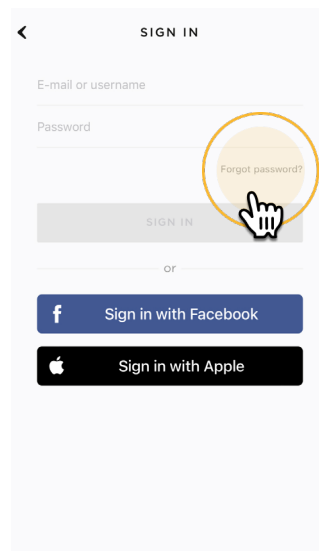 SIGN IN
E-mail or username
Password
Forgot password?
SIGN IN
or
f Sign in with Facebook
Sign in with Apple